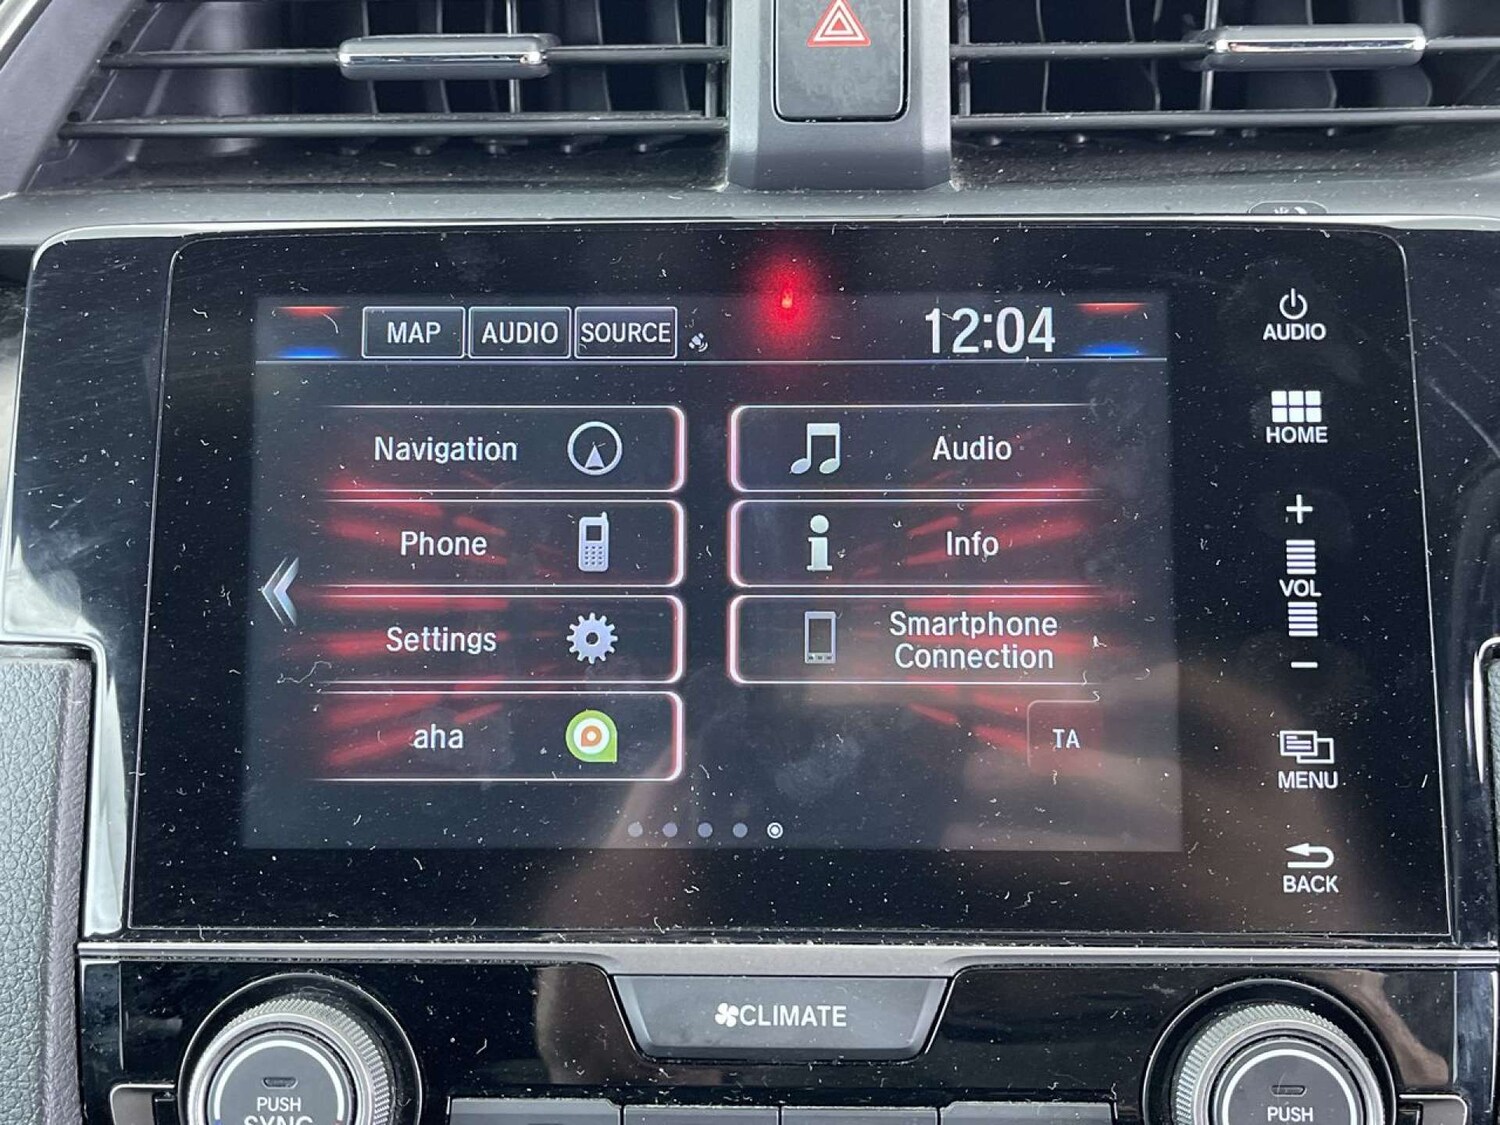 MAP AUDIO SOURCE 12:04
AUDIO
HOME
Navigation
Audio
Phone
Info
+
VOL
−
Settings
Smartphone
Connection
aha
TA
MENU
BACK
CLIMATE
PUSH
SYNC
PUSH